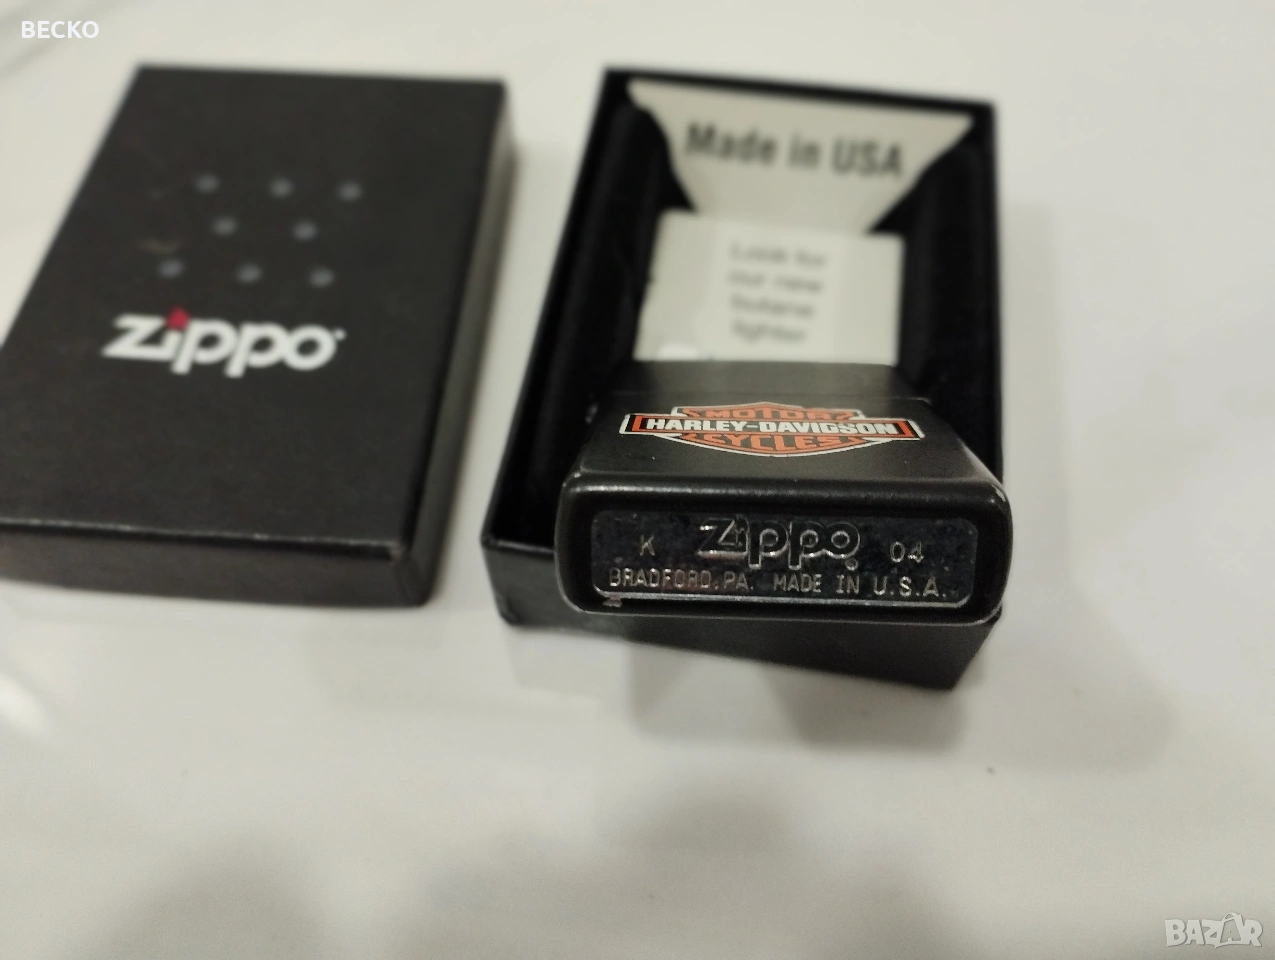 BECKO
zippo
Made in USA
Look for
our new
butane
lighter
MOTOR
HARLEY-DAVIDSON
CYCLES
K zippo 04
BRADFORD, PA. MADE IN U.S.A.
BAZAR